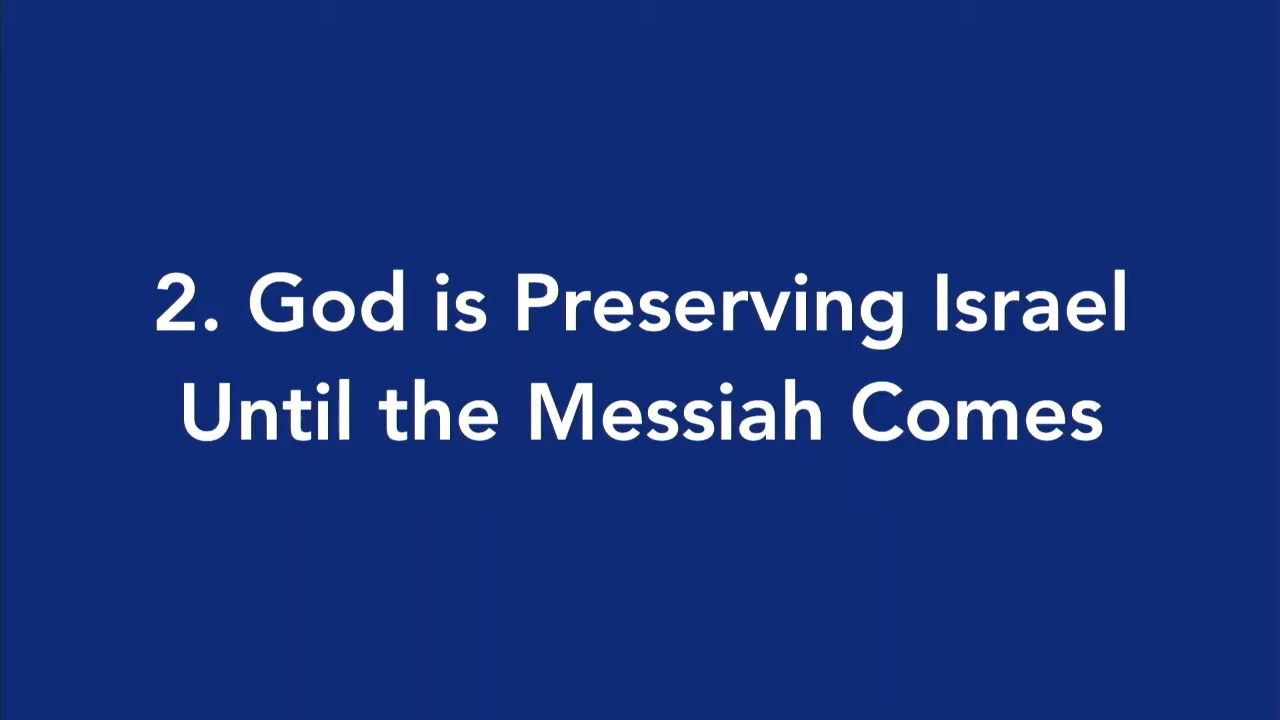 2. God is Preserving Israel
Until the Messiah Comes